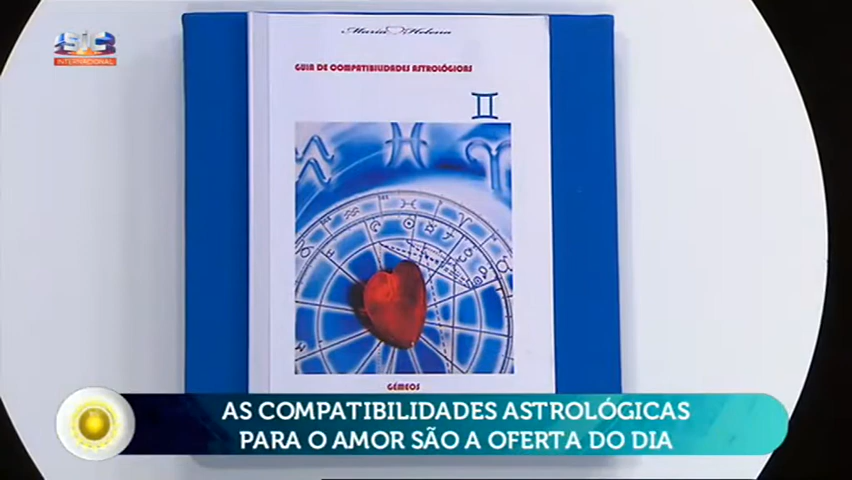 SIC
INTERNACIONAL
Maria Helena
GUIA DE COMPATIBILIDADES ASTROLÓGICAS
GÉMEOS
AS COMPATIBILIDADES ASTROLÓGICAS
PARA O AMOR SÃO A OFERTA DO DIA